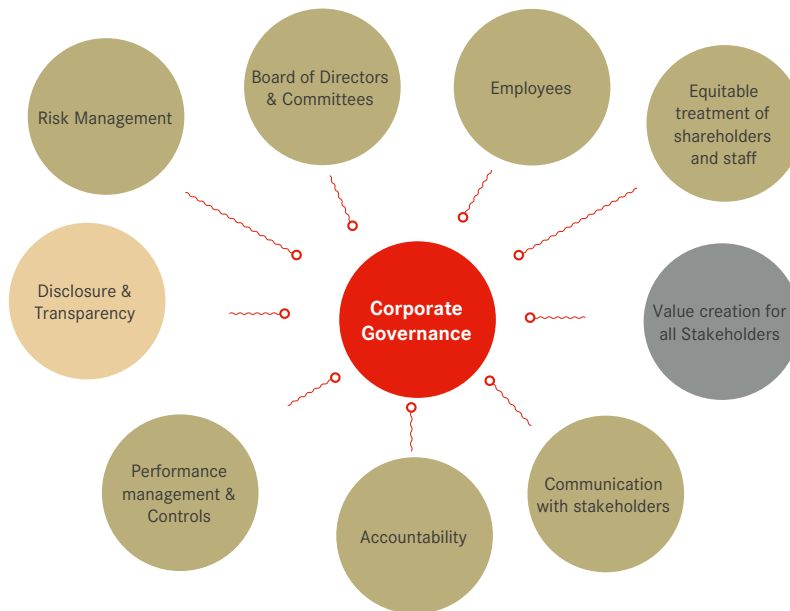 Board of Directors
& Committees
Employees
Equitable
treatment of
shareholders
and staff
Risk Management
Disclosure &
Transparency
Corporate
Governance
Value creation for
all Stakeholders
Performance
management &
Controls
Accountability
Communication
with stakeholders